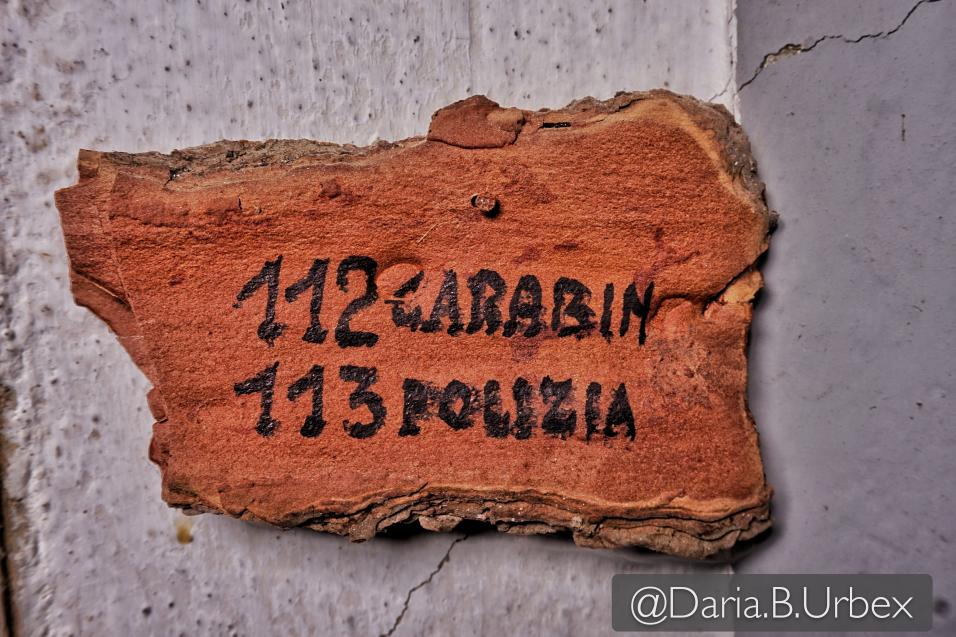 112 CARABIN
113 POLIZIA
@Daria.B.Urbex